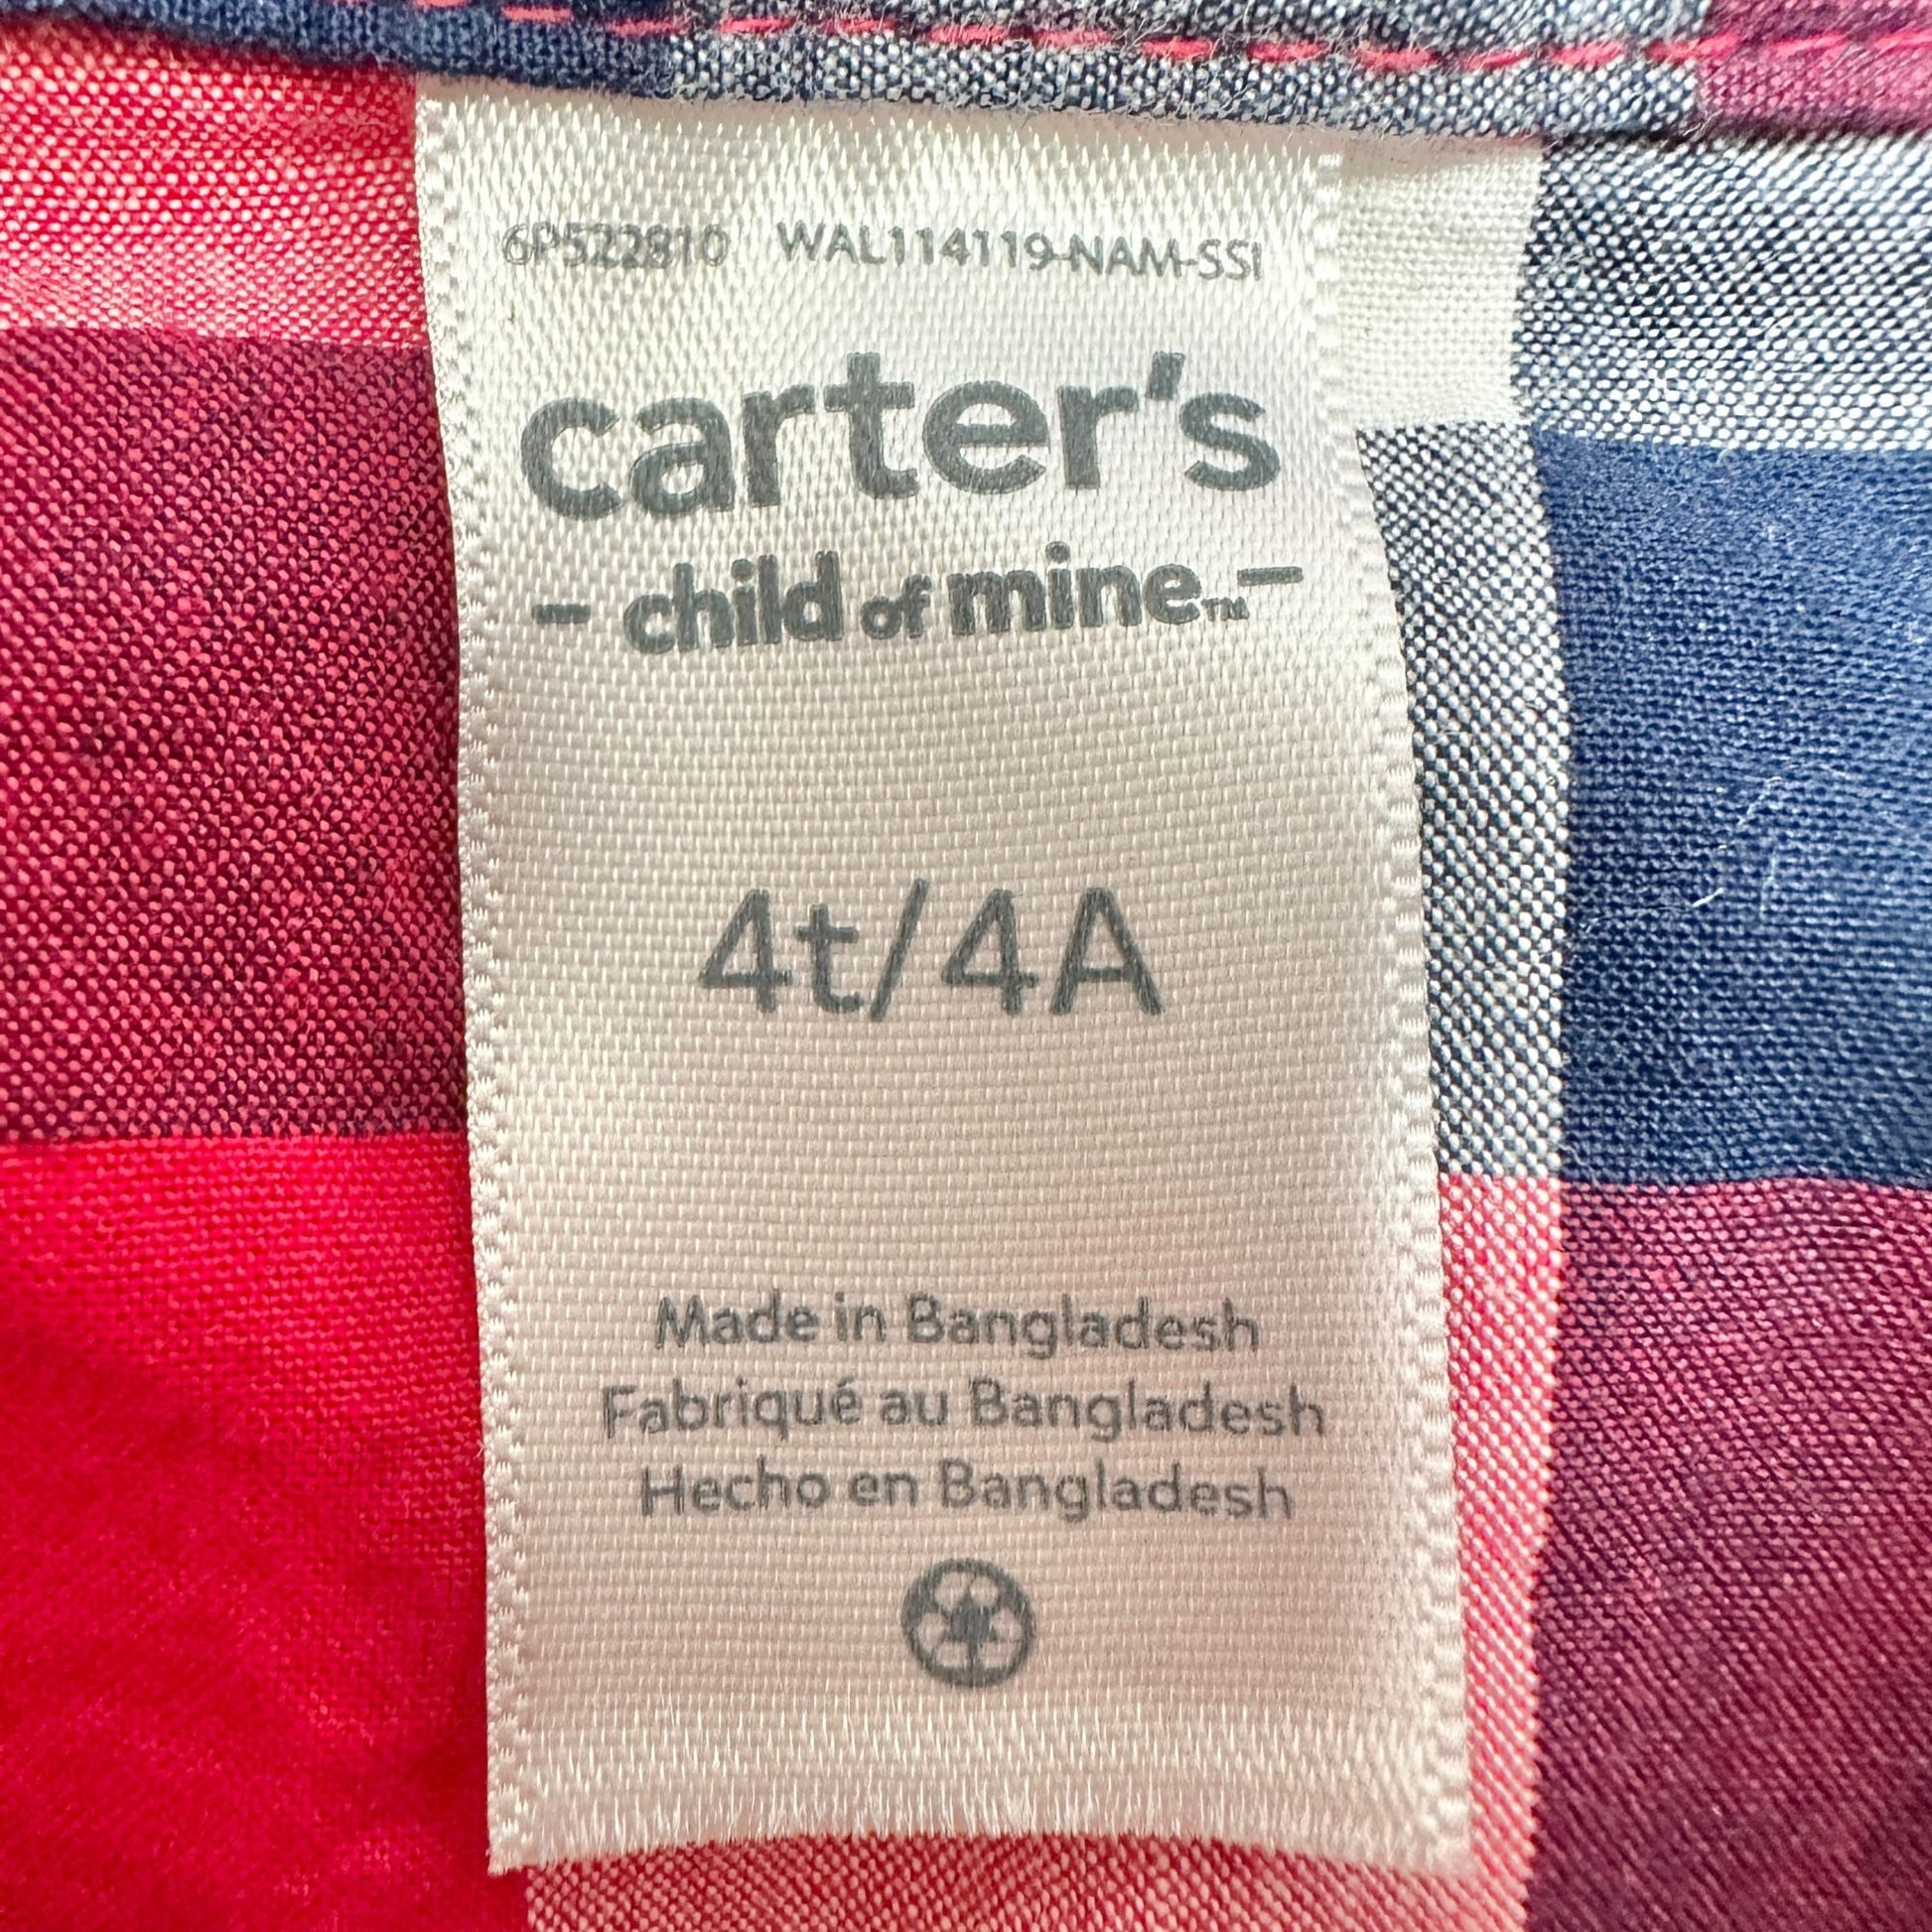 6P522810 WAL114119-NAM-SSI
carter's
- child of mine™ -
4t/4A
Made in Bangladesh
Fabriqué au Bangladesh
Hecho en Bangladesh